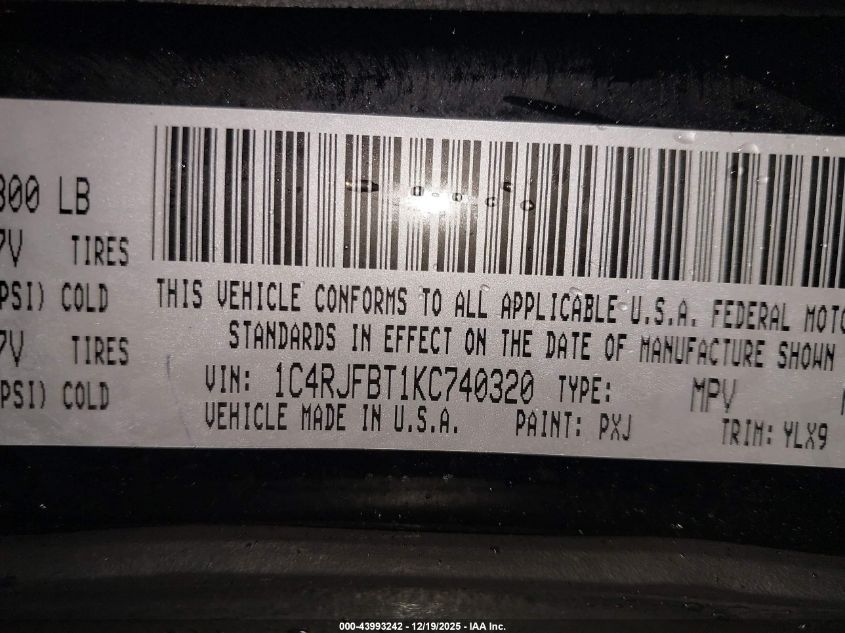 800 LB
7V TIRES
PSI) COLD
7V TIRES
PSI) COLD
THIS VEHICLE CONFORMS TO ALL APPLICABLE U.S.A. FEDERAL MOTO
STANDARDS IN EFFECT ON THE DATE OF MANUFACTURE SHOWN
VIN: 1C4RJFBT1KC740320 TYPE: MPV
VEHICLE MADE IN U.S.A. PAINT: PXJ TRIM: YLX9
000-43993242 - 12/19/2025 - IAA Inc.